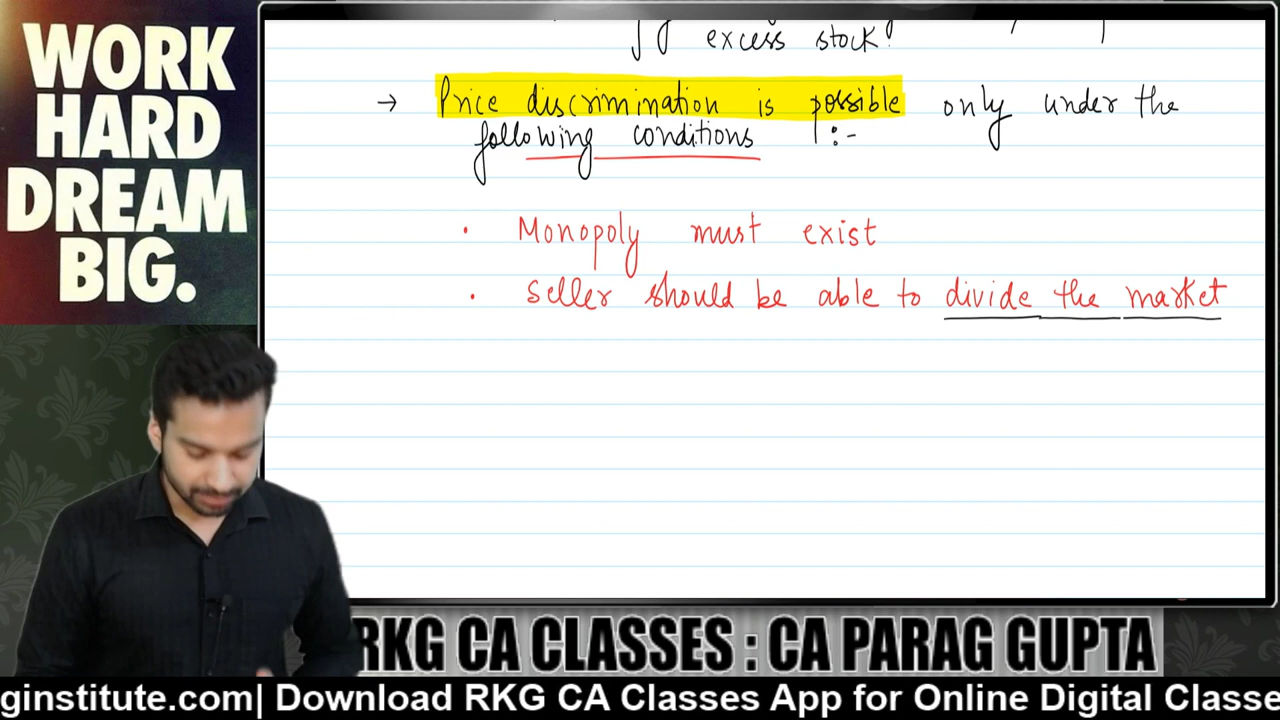 WORK
HARD
DREAM
BIG.
excess stock.
→ Price discrimination is possible only under the
following conditions :-
• Monopoly must exist
• Seller should be able to divide the market
RKG CA CLASSES : CA PARAG GUPTA
ginstitute.com| Download RKG CA Classes App for Online Digital Classe